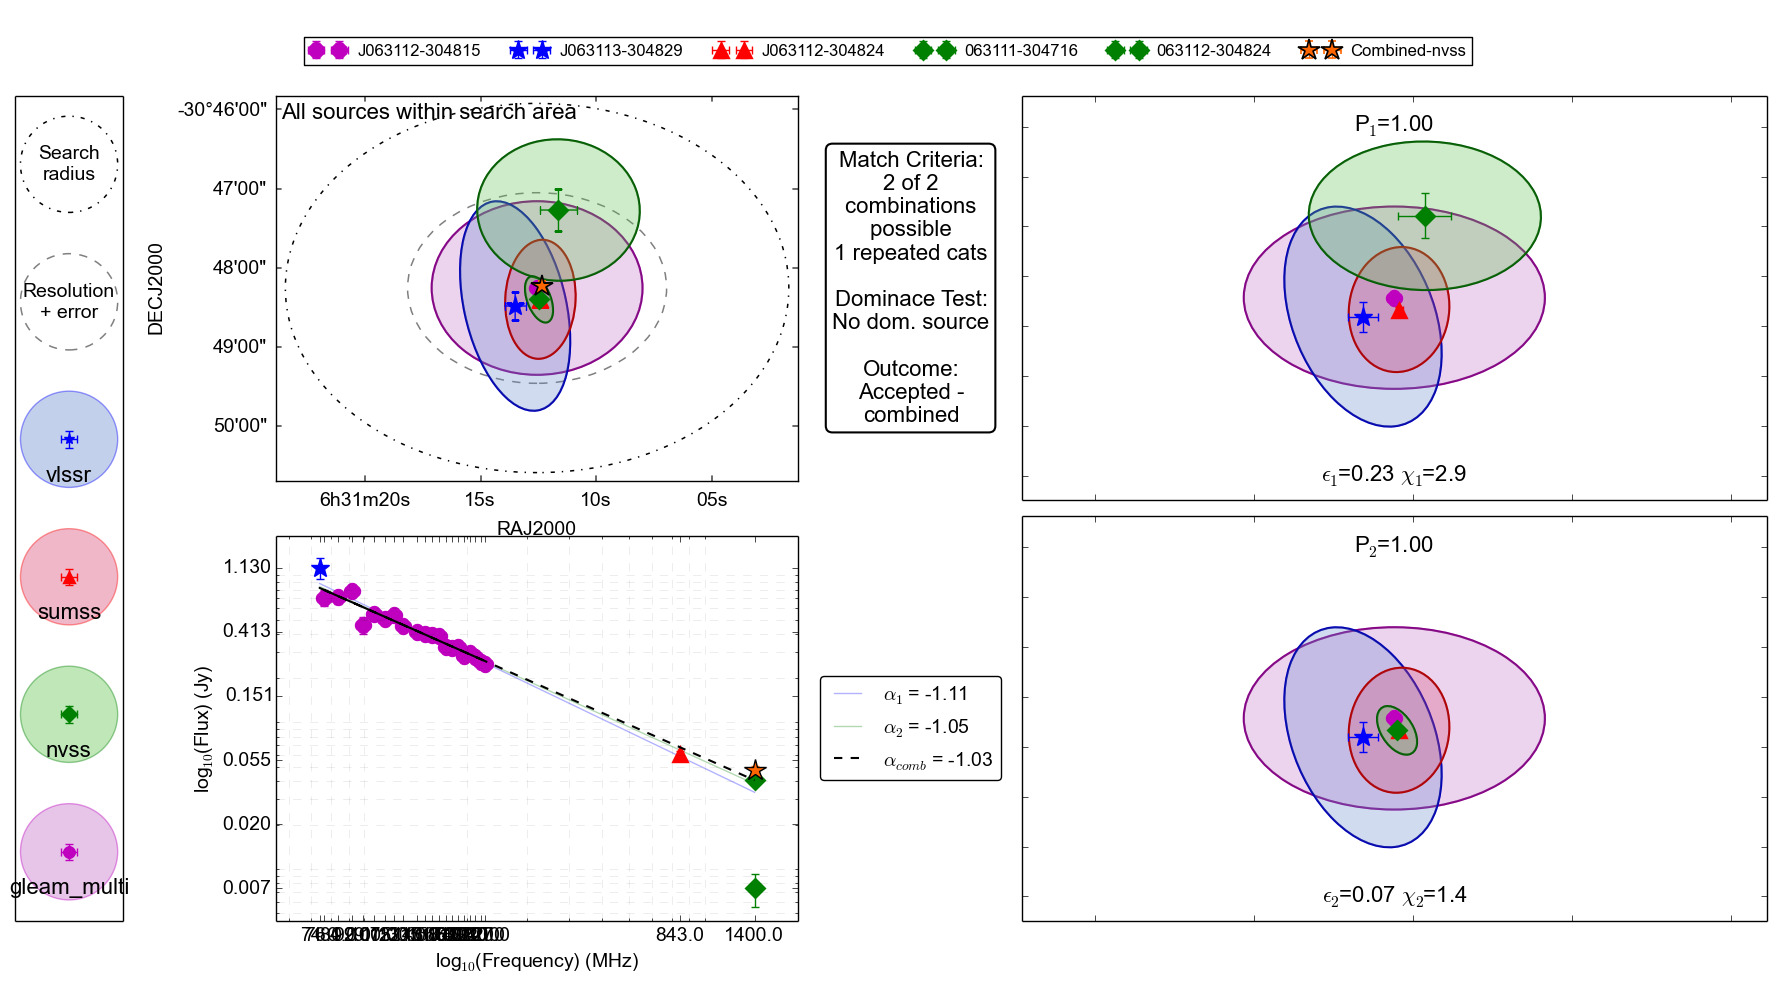 J063112-304815 J063113-304829 J063112-304824 063111-304716 063112-304824 Combined-nvss
Search
radius
Resolution
+ error
vlssr
sumss
nvss
gleam_multi
All sources within search area
-30°46'00"
47'00"
48'00"
49'00"
50'00"
DECJ2000
6h31m20s 15s 10s 05s
RAJ2000
Match Criteria:
2 of 2
combinations
possible
1 repeated cats
Dominace Test:
No dom. source
Outcome:
Accepted -
combined
P1=1.00
ϵ1=0.23 χ1=2.9
1.130
0.413
0.151
0.055
0.020
0.007
log10(Flux) (Jy)
843.0 1400.0
log10(Frequency) (MHz)
α1 = -1.11
α2 = -1.05
αcomb = -1.03
P2=1.00
ϵ2=0.07 χ2=1.4